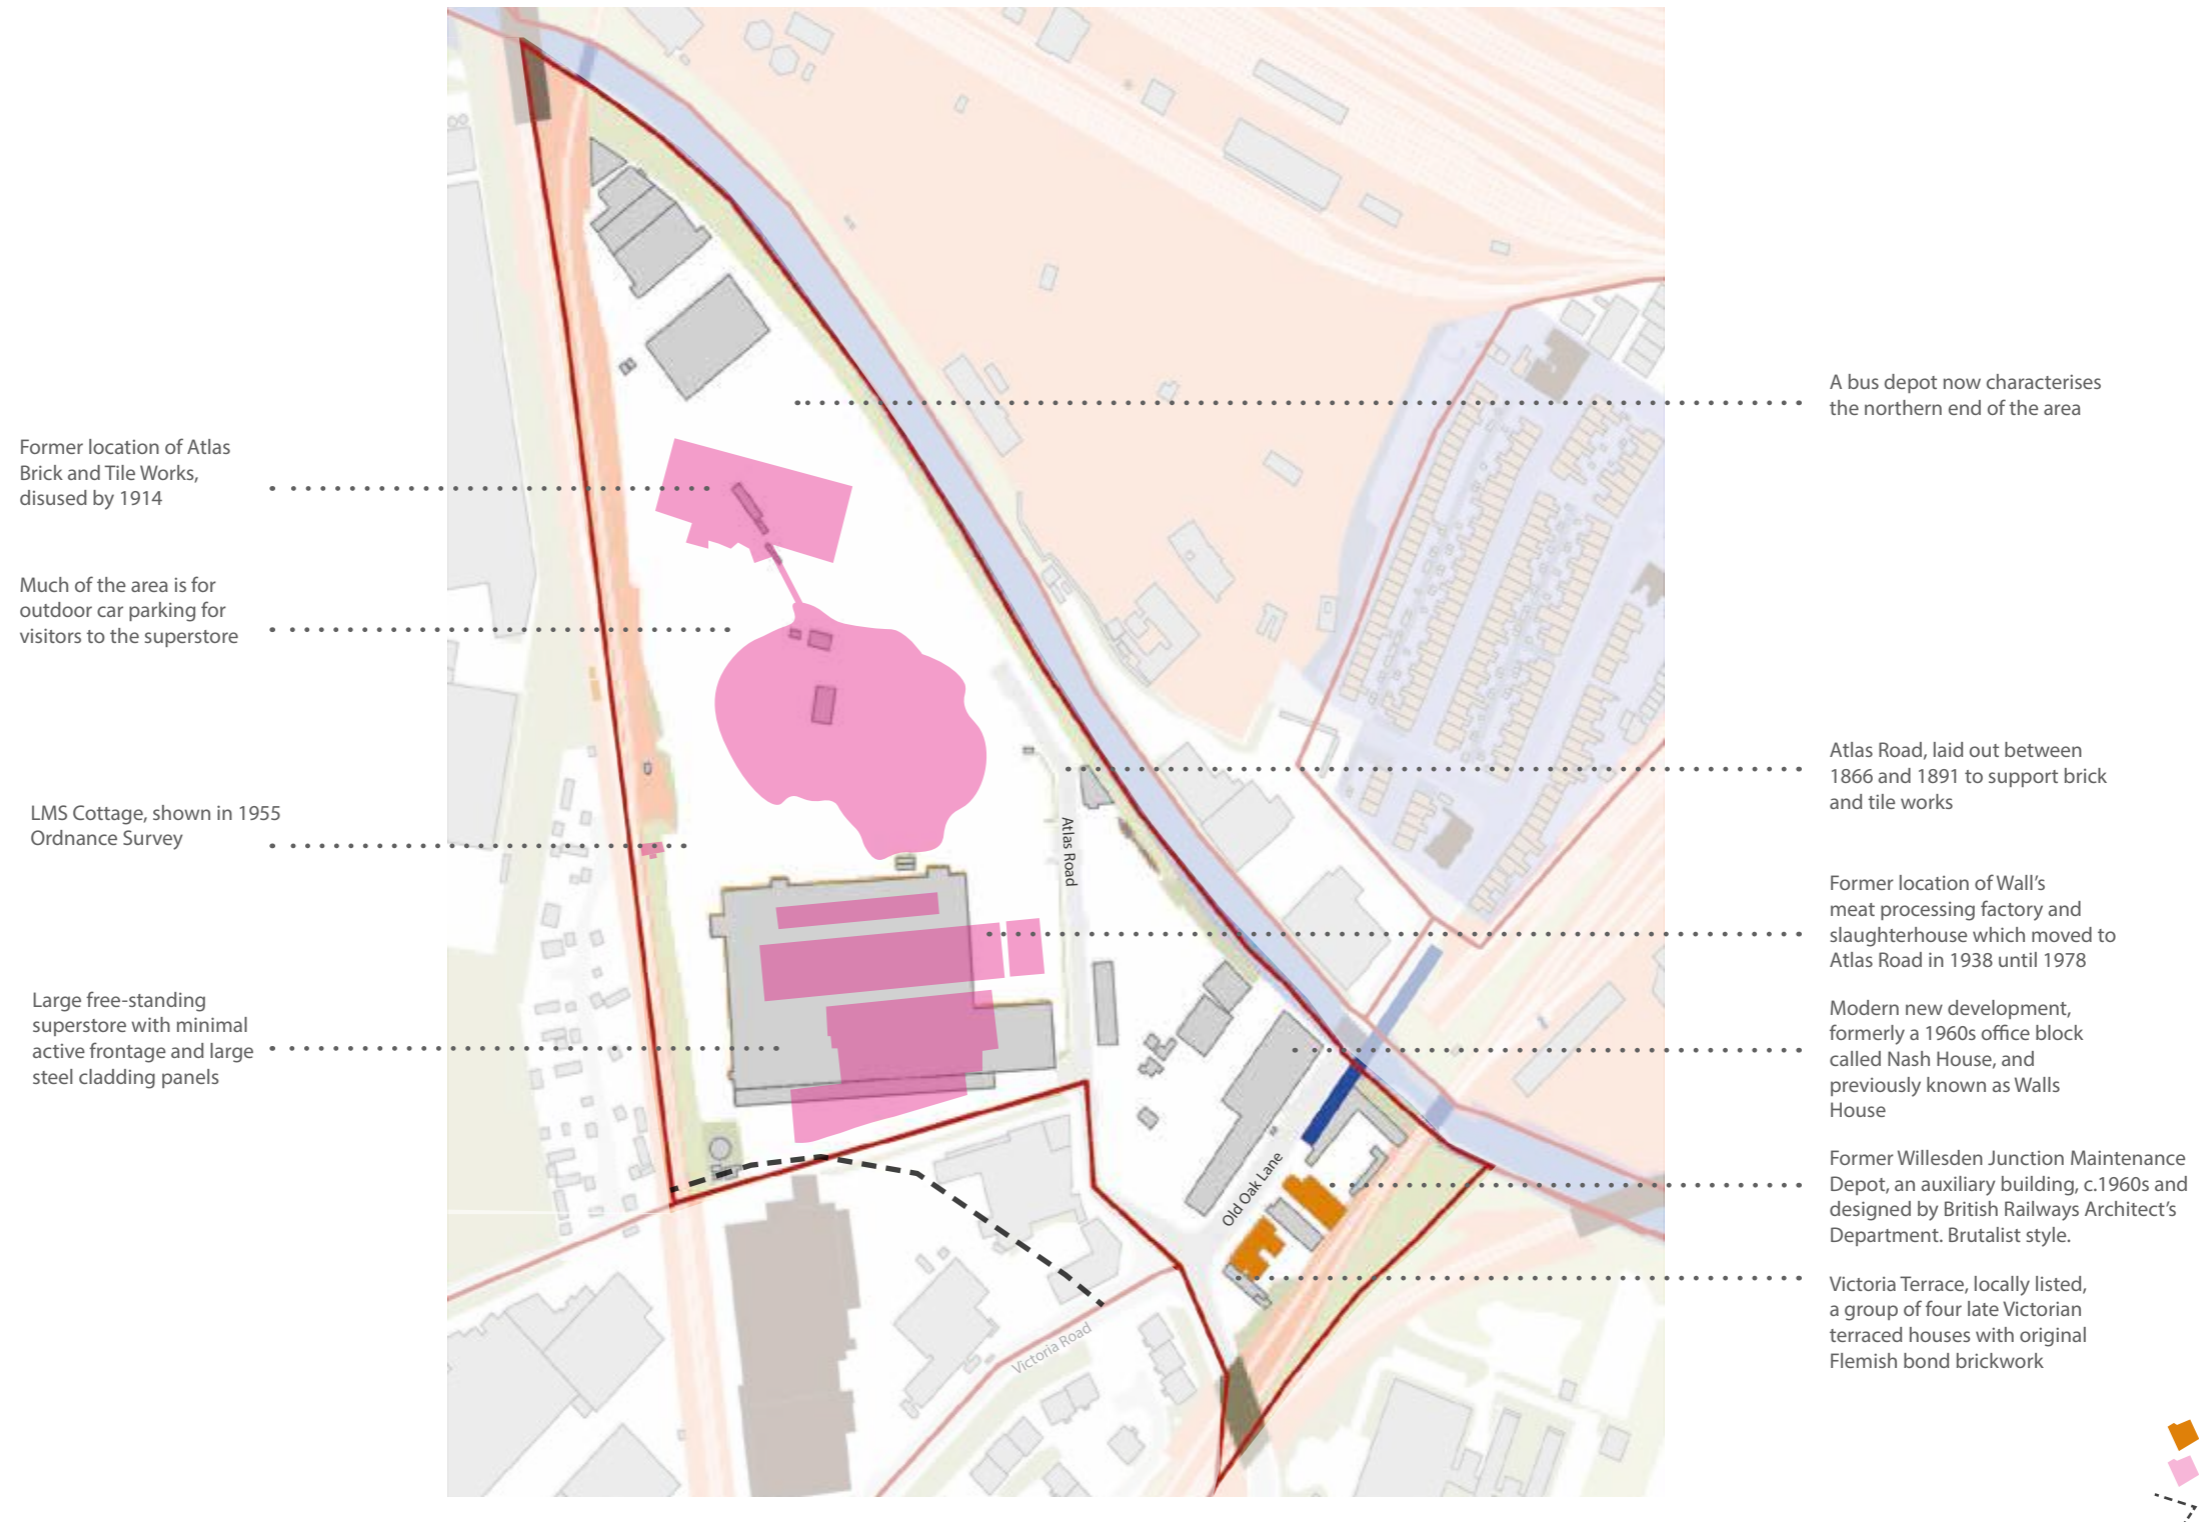 Former location of Atlas
Brick and Tile Works,
disused by 1914
Much of the area is for
outdoor car parking for
visitors to the superstore
LMS Cottage, shown in 1955
Ordnance Survey
Large free-standing
superstore with minimal
active frontage and large
steel cladding panels
Atlas Road
Old Oak Lane
Victoria Road
A bus depot now characterises
the northern end of the area
Atlas Road, laid out between
1866 and 1891 to support brick
and tile works
Former location of Wall's
meat processing factory and
slaughterhouse which moved to
Atlas Road in 1938 until 1978
Modern new development,
formerly a 1960s office block
called Nash House, and
previously known as Walls
House
Former Willesden Junction Maintenance
Depot, an auxiliary building, c.1960s and
designed by British Railways Architect's
Department. Brutalist style.
Victoria Terrace, locally listed,
a group of four late Victorian
terraced houses with original
Flemish bond brickwork